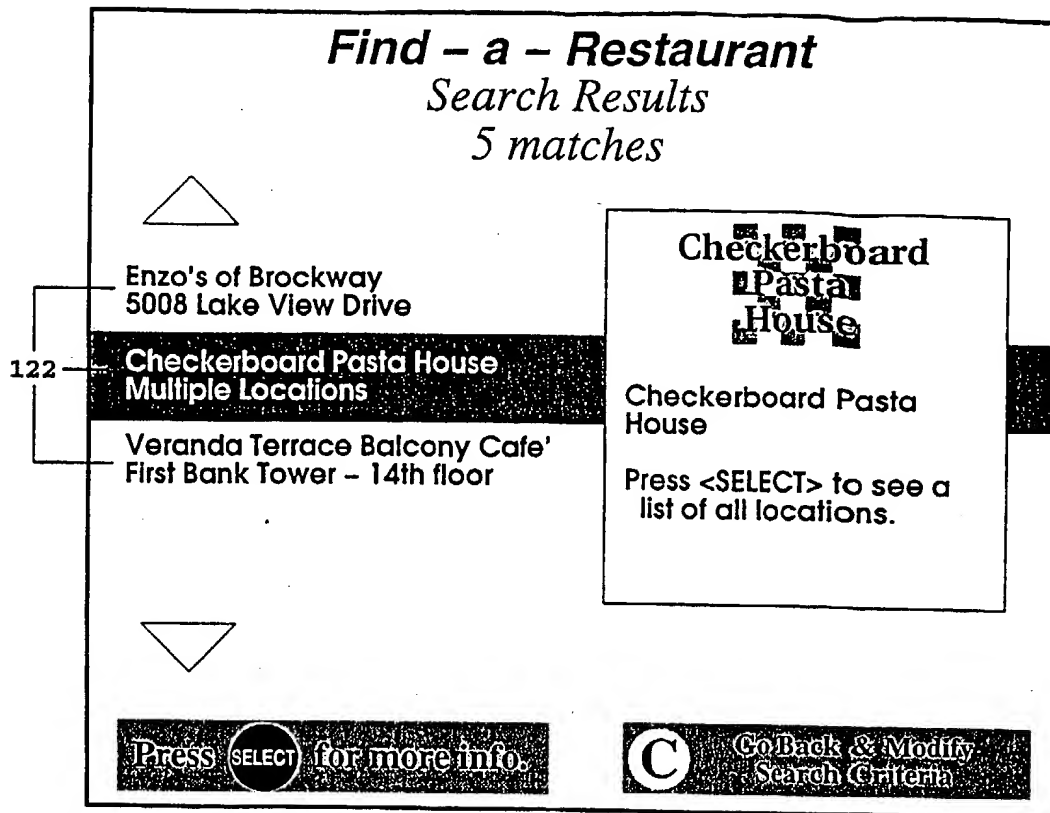 Find – a – Restaurant
Search Results
5 matches
Enzo's of Brockway
5008 Lake View Drive
122
Checkerboard Pasta House
Multiple Locations
Veranda Terrace Balcony Cafe'
First Bank Tower – 14th floor
Checkerboard
Pasta
House
Checkerboard Pasta
House
Press <SELECT> to see a
list of all locations.
Press SELECT for more info.
C Go Back & Modify
Search Criteria